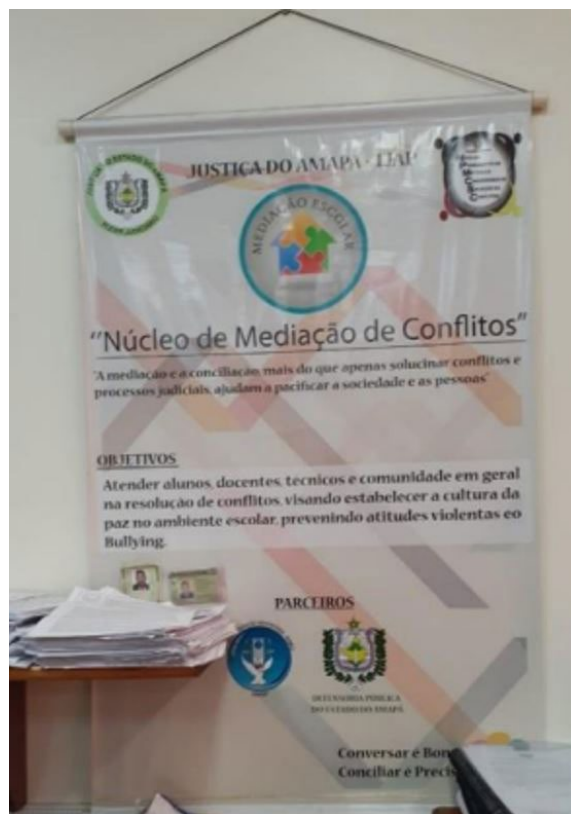 JUSTIÇA DO AMAPÁ - TJAP
MEDIAÇÃO ESCOLAR
"Núcleo de Mediação de Conflitos"
"A mediação e a conciliação, mais do que apenas solucinar conflitos e
processos judiciais, ajudam a pacificar a sociedade e as pessoas"
OBJETIVOS
Atender alunos, docentes, técnicos e comunidade em geral
na resolução de conflitos, visando estabelecer a cultura da
paz no ambiente escolar, prevenindo atitudes violentas eo
Bullying.
PARCEIROS
DEFENSORIA PÚBLICA
DO ESTADO DO AMAPÁ
Conversar é Bom
Conciliar é Precis